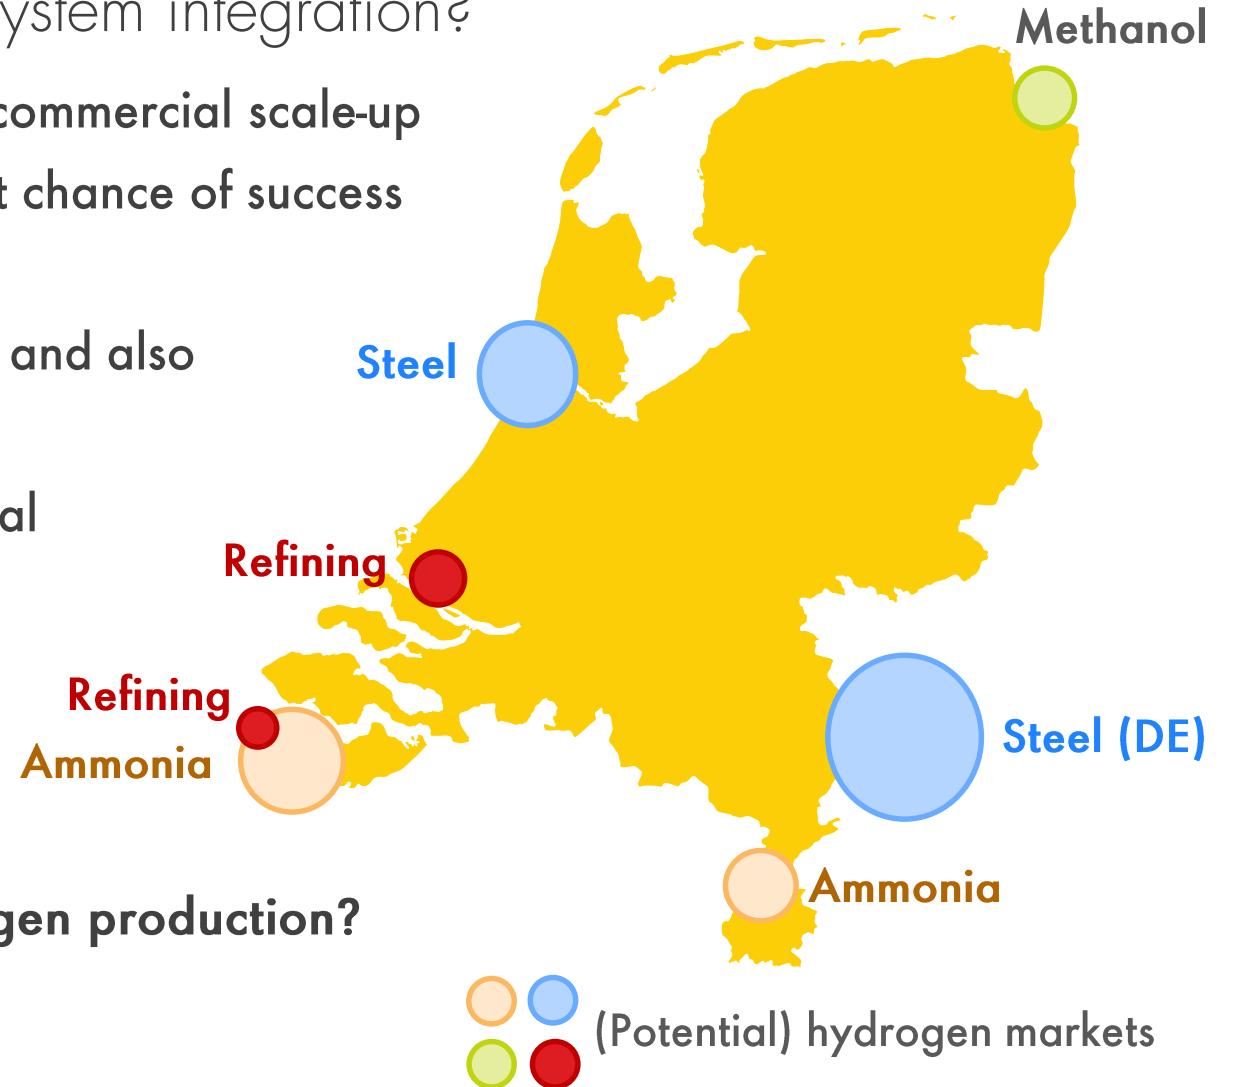 system integration?
Methanol
commercial scale-up
t chance of success
and also
Steel
al
Refining
Refining
Ammonia
Steel (DE)
Ammonia
gen production?
(Potential) hydrogen markets